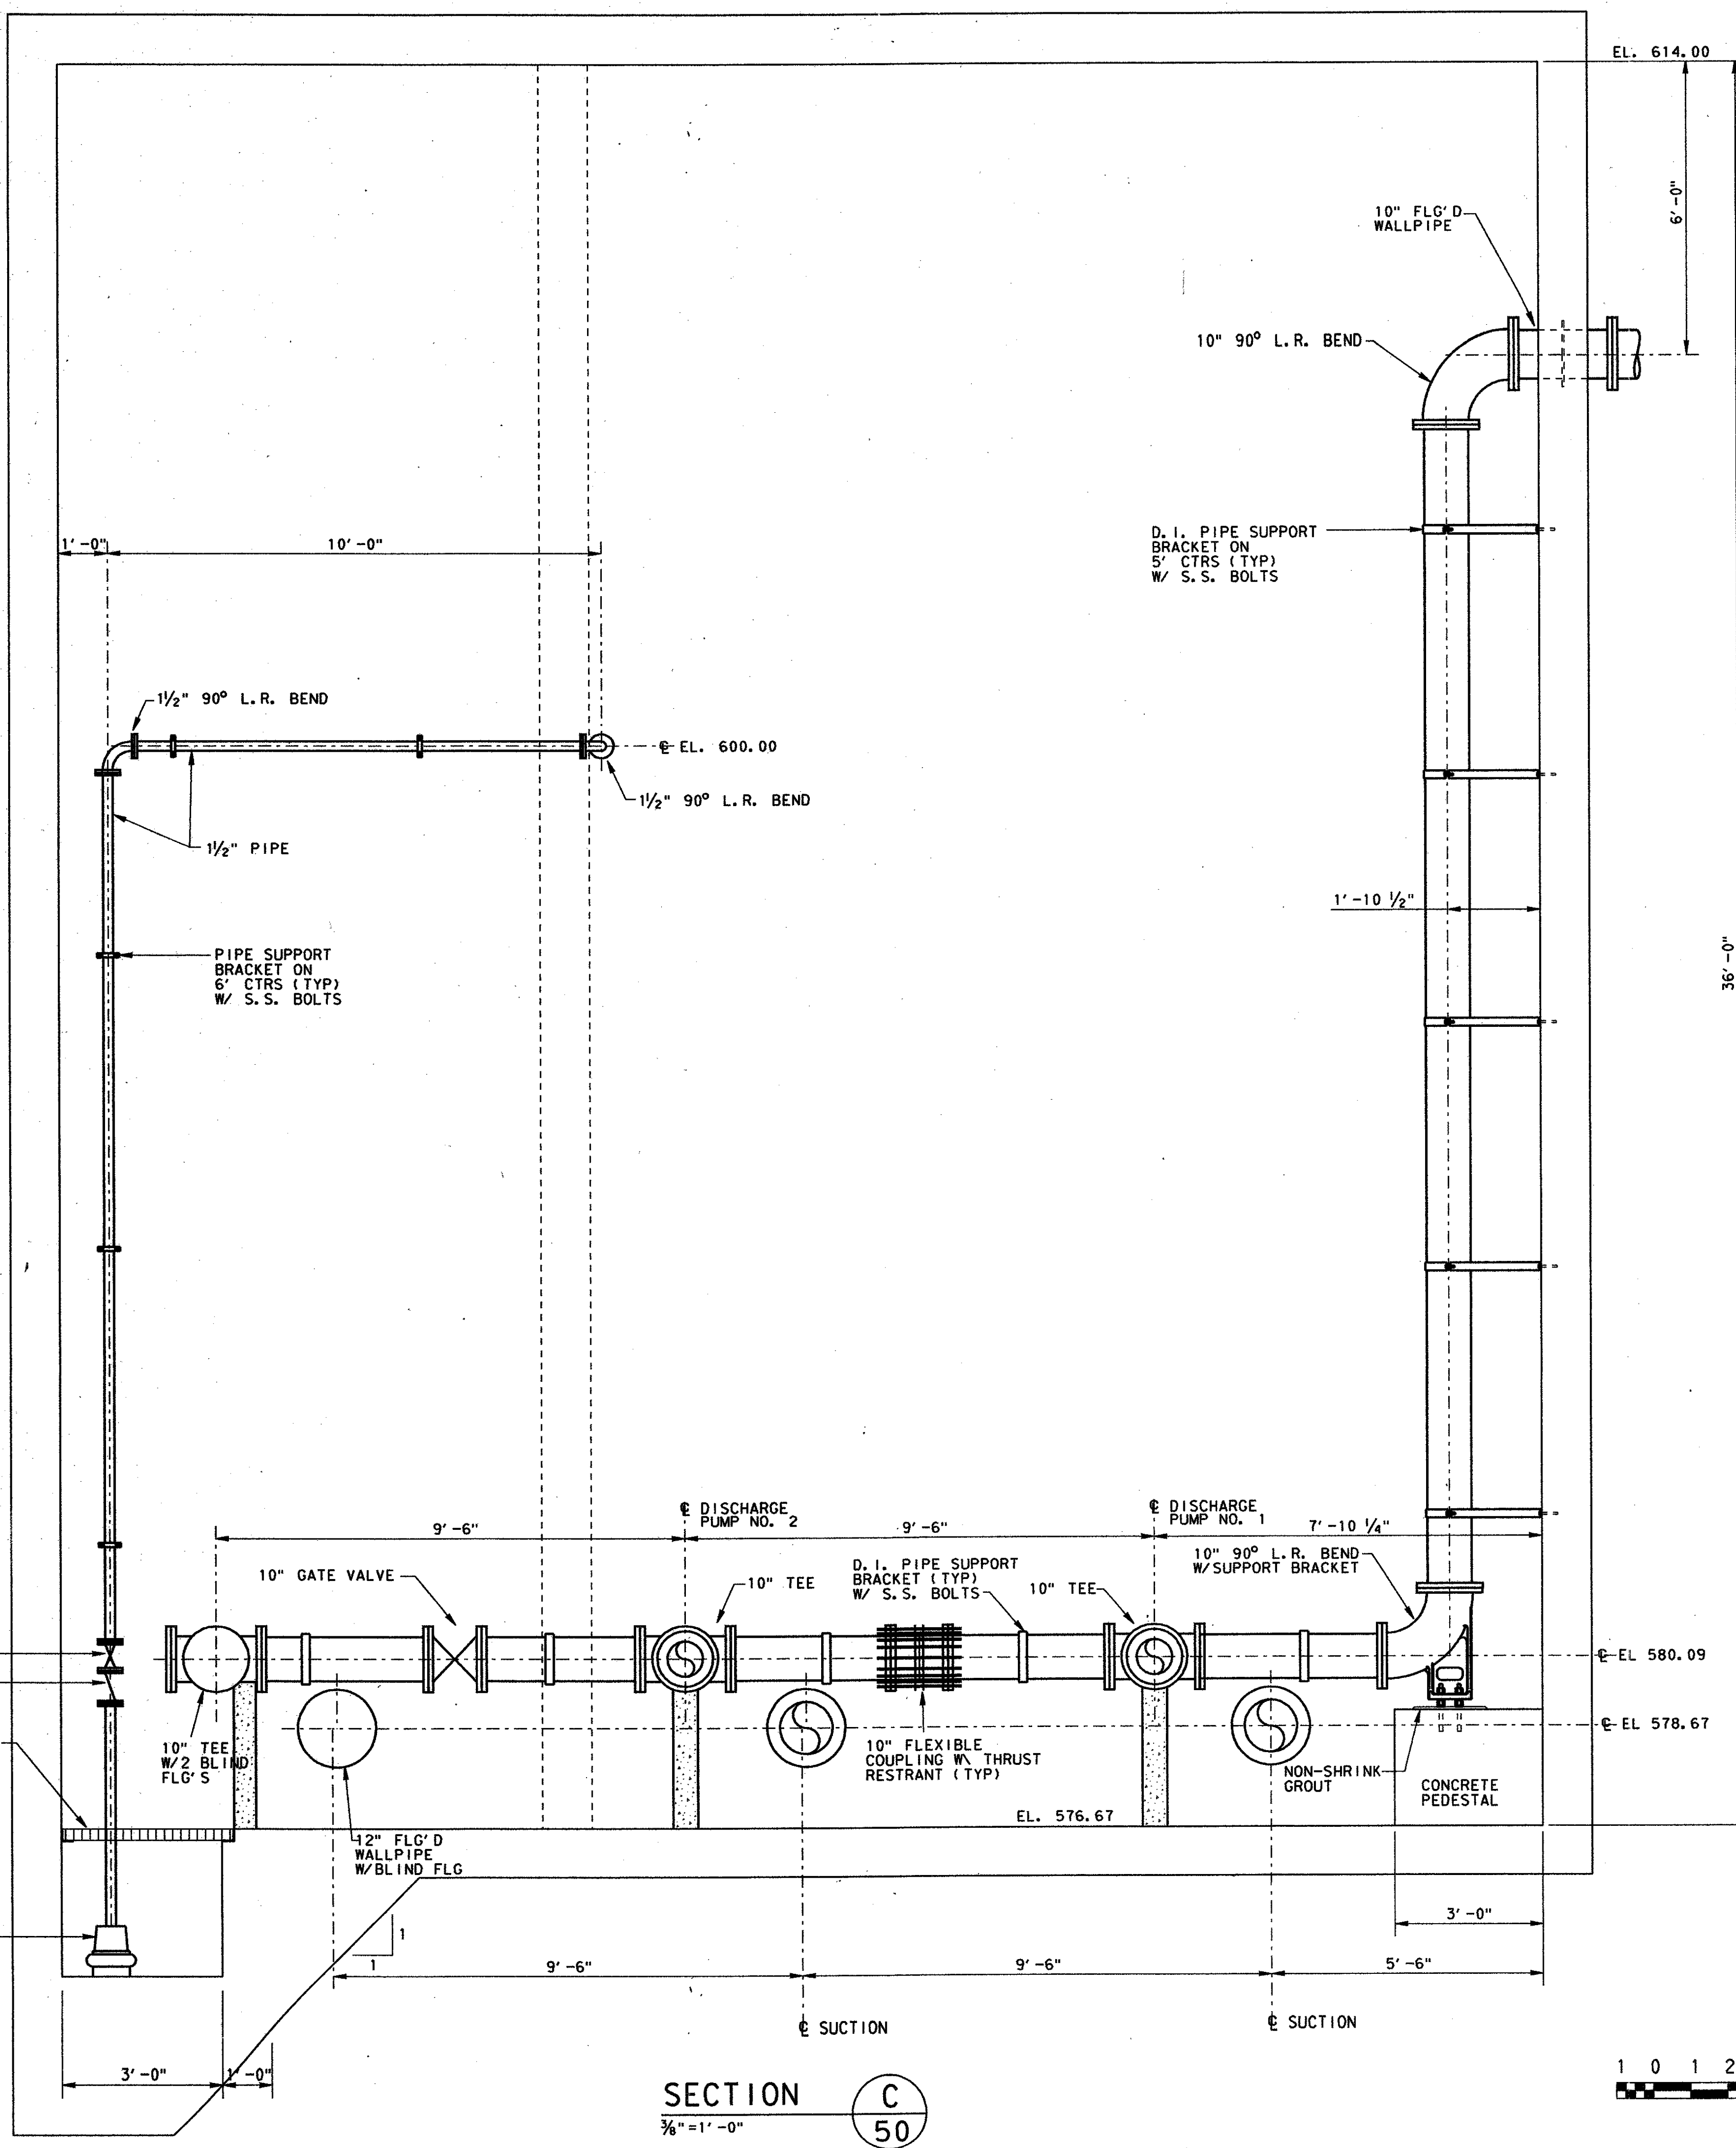 EL. 614.00
6'-0"
10" FLG'D
WALLPIPE
10" 90° L.R. BEND
D.I. PIPE SUPPORT
BRACKET ON
5' CTRS (TYP)
W/ S.S. BOLTS
1'-0"
10'-0"
1½" 90° L.R. BEND
℄ EL. 600.00
1½" 90° L.R. BEND
1½" PIPE
1'-10 ½"
36'-0"
PIPE SUPPORT
BRACKET ON
6' CTRS (TYP)
W/ S.S. BOLTS
℄ DISCHARGE
PUMP NO. 2
℄ DISCHARGE
PUMP NO. 1
9'-6"
9'-6"
7'-10 ¼"
10" GATE VALVE
10" TEE
D.I. PIPE SUPPORT
BRACKET (TYP)
W/ S.S. BOLTS
10" TEE
10" 90° L.R. BEND
W/SUPPORT BRACKET
℄ EL 580.09
℄ EL 578.67
10" TEE
W/2 BLIND
FLG'S
10" FLEXIBLE
COUPLING W\ THRUST
RESTRANT (TYP)
NON-SHRINK
GROUT
CONCRETE
PEDESTAL
EL. 576.67
12" FLG'D
WALLPIPE
W/BLIND FLG
3'-0"
1
1
9'-6"
9'-6"
5'-6"
℄ SUCTION
℄ SUCTION
3'-0"
1'-0"
SECTION
C
50
⅜"=1'-0"
1 0 1 2